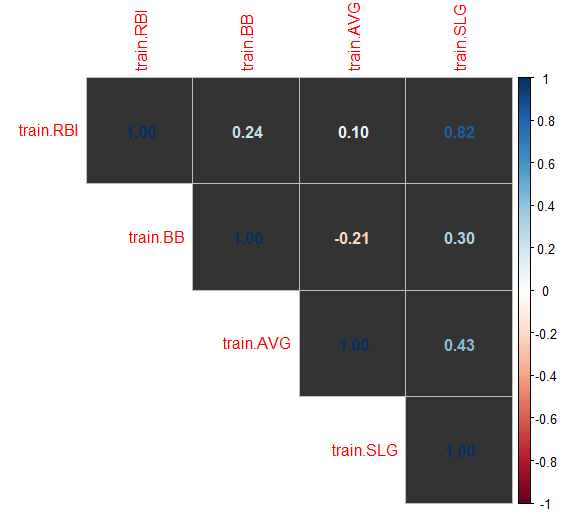 train.RBI
train.BB
train.AVG
train.SLG
train.RBI 1.00 0.24 0.10 0.82
train.BB 1.00 -0.21 0.30
train.AVG 1.00 0.43
train.SLG 1.00
1
0.8
0.6
0.4
0.2
0
-0.2
-0.4
-0.6
-0.8
-1